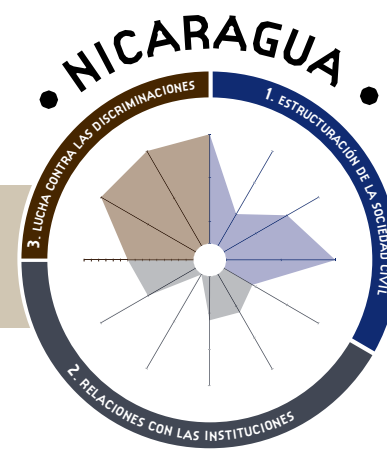 • NICARAGUA •
1. ESTRUCTURACIÓN DE LA SOCIEDAD CIVIL
2. RELACIONES CON LAS INSTITUCIONES
3. LUCHA CONTRA LAS DISCRIMINACIONES